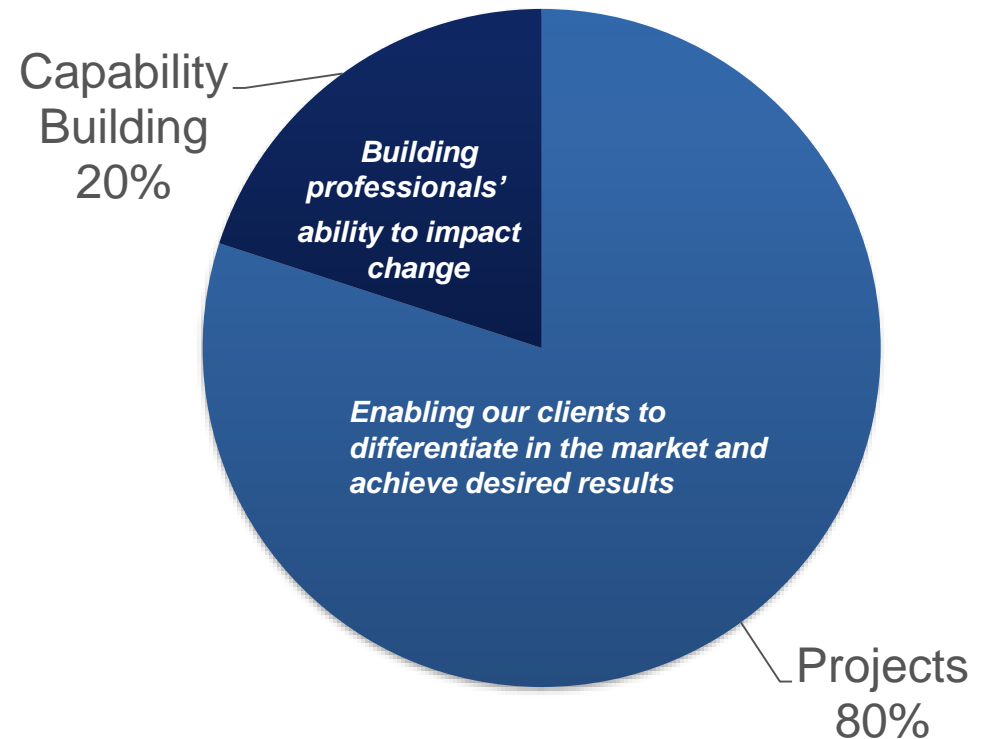 Capability
Building
20%
Building
professionals’
ability to impact
change
Enabling our clients to
differentiate in the market and
achieve desired results
Projects
80%